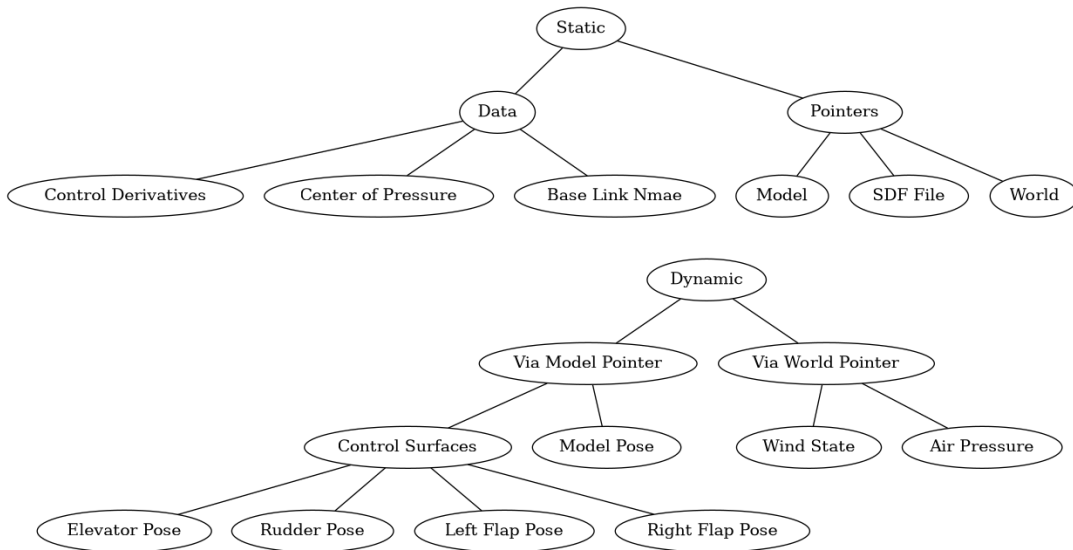 Static
Data
Pointers
Control Derivatives
Center of Pressure
Base Link Nmae
Model
SDF File
World
Dynamic
Via Model Pointer
Via World Pointer
Control Surfaces
Model Pose
Wind State
Air Pressure
Elevator Pose
Rudder Pose
Left Flap Pose
Right Flap Pose